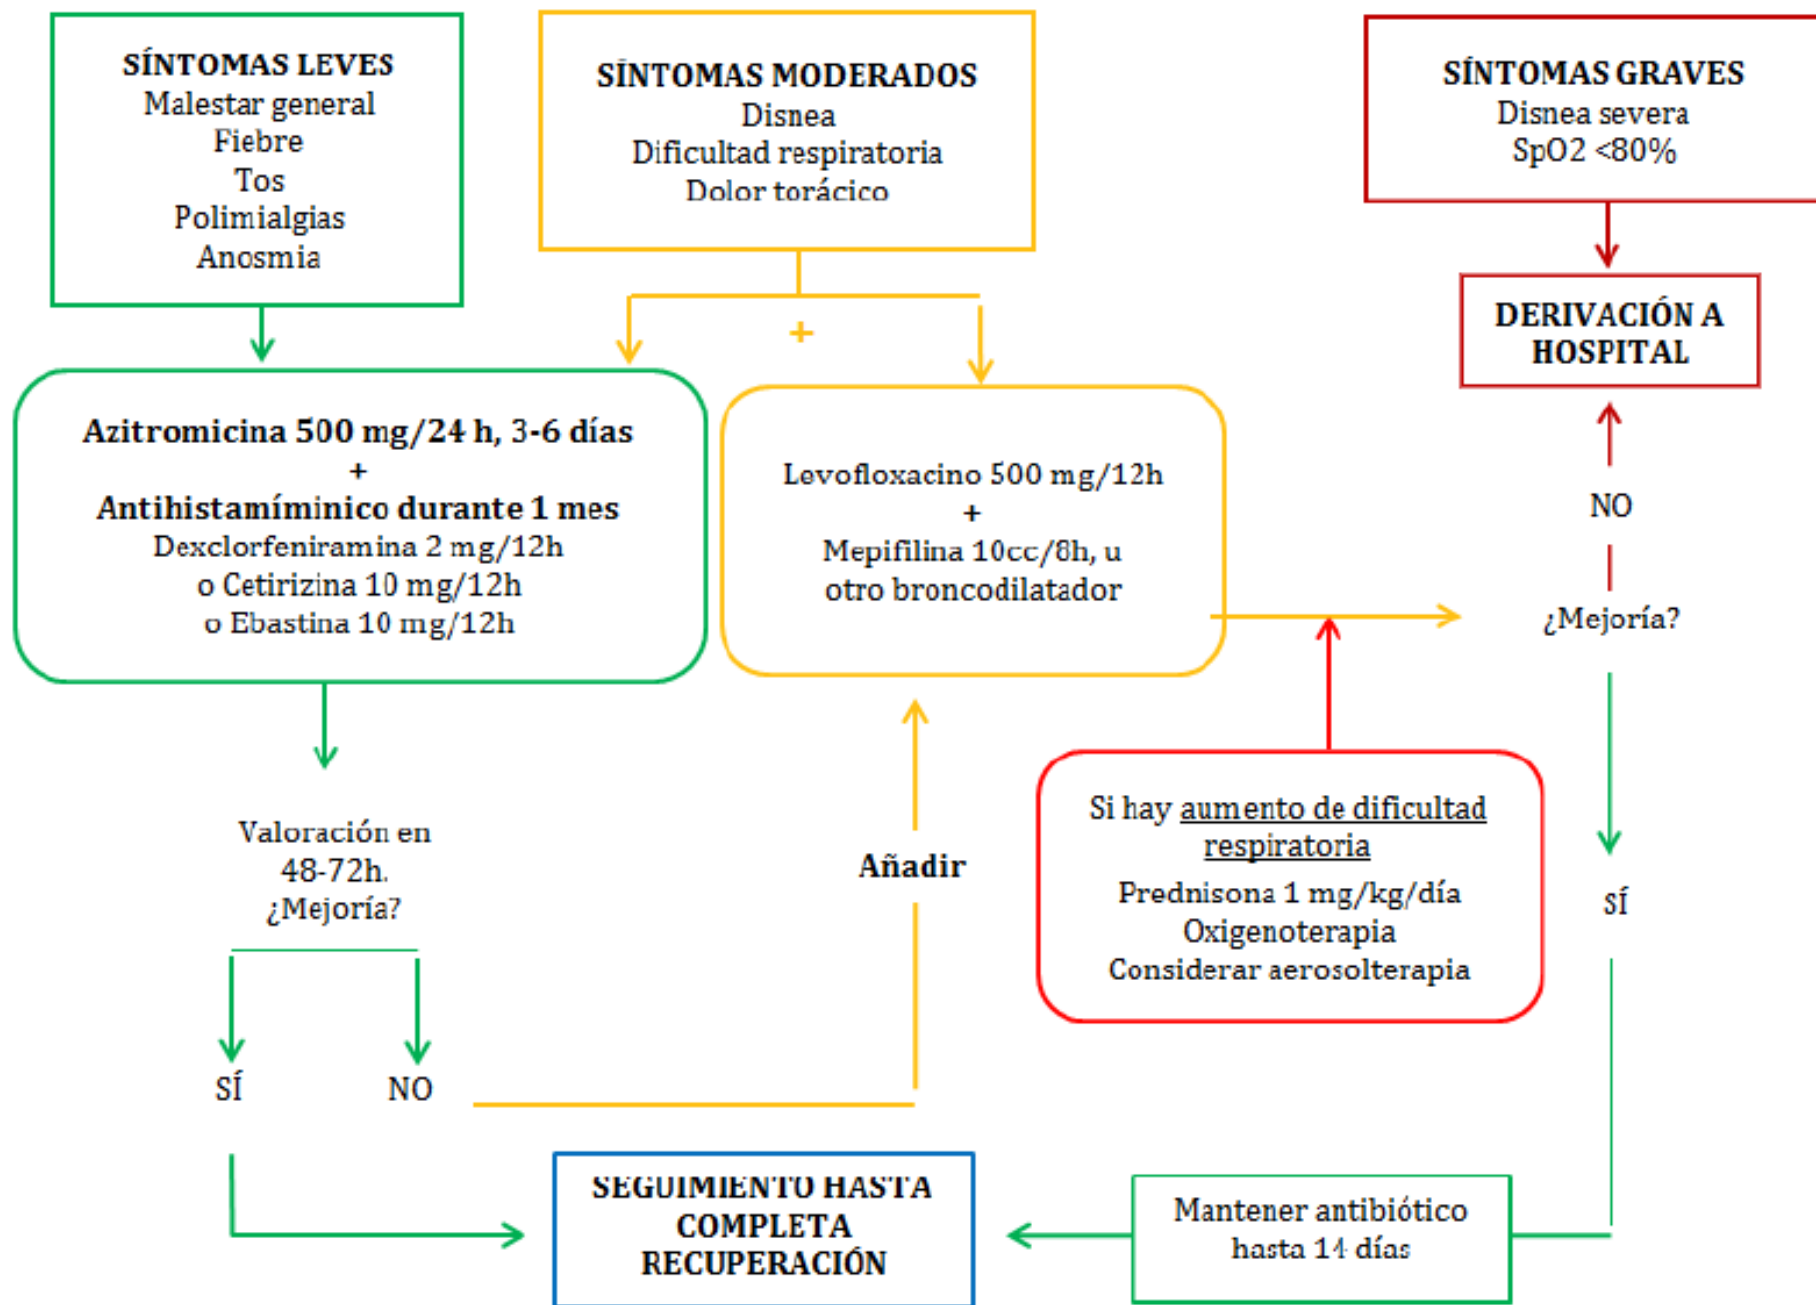 SÍNTOMAS LEVES
Malestar general
Fiebre
Tos
Polimialgias
Anosmia
SÍNTOMAS MODERADOS
Disnea
Dificultad respiratoria
Dolor torácico
SÍNTOMAS GRAVES
Disnea severa
SpO2 <80%
+
DERIVACIÓN A
HOSPITAL
Azitromicina 500 mg/24 h, 3-6 días
+
Antihistamíminico durante 1 mes
Dexclorfeniramina 2 mg/12h
o Cetirizina 10 mg/12h
o Ebastina 10 mg/12h
Levofloxacino 500 mg/12h
+
Mepifilina 10cc/8h, u
otro broncodilatador
NO
¿Mejoría?
Valoración en
48-72h.
¿Mejoría?
Añadir
Si hay aumento de dificultad
respiratoria
Prednisona 1 mg/kg/día
Oxigenoterapia
Considerar aerosolterapia
SÍ
SÍ
NO
SEGUIMIENTO HASTA
COMPLETA
RECUPERACIÓN
Mantener antibiótico
hasta 14 días